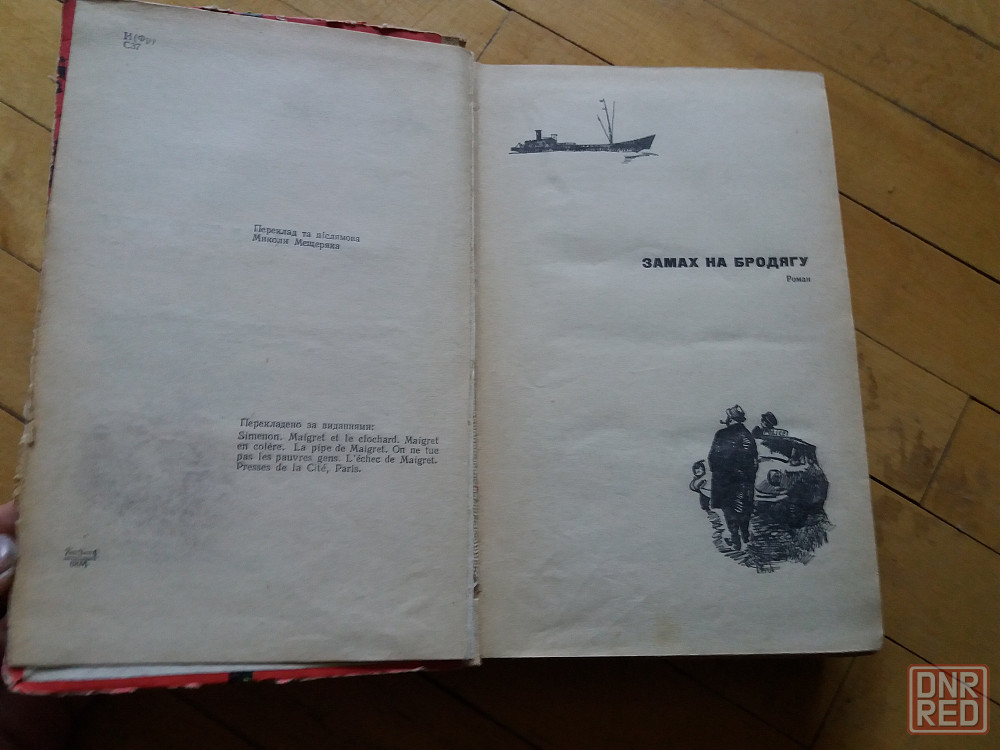 И(Фр)
С37
Переклад та післямова
Миколи Мещеряка
Перекладено за виданнями:
Simenon. Maigret et le clochard. Maigret
en colère. La pipe de Maigret. On ne tue
pas les pauvres gens. L'échec de Maigret.
Presses de la Cité, Paris.
ЗАМАХ НА БРОДЯГУ
Роман
DNR
RED